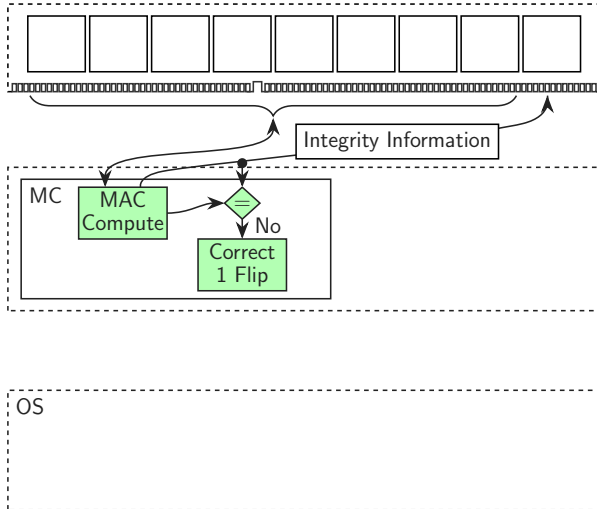 Integrity Information
MC
MAC
Compute
=
No
Correct
1 Flip
OS